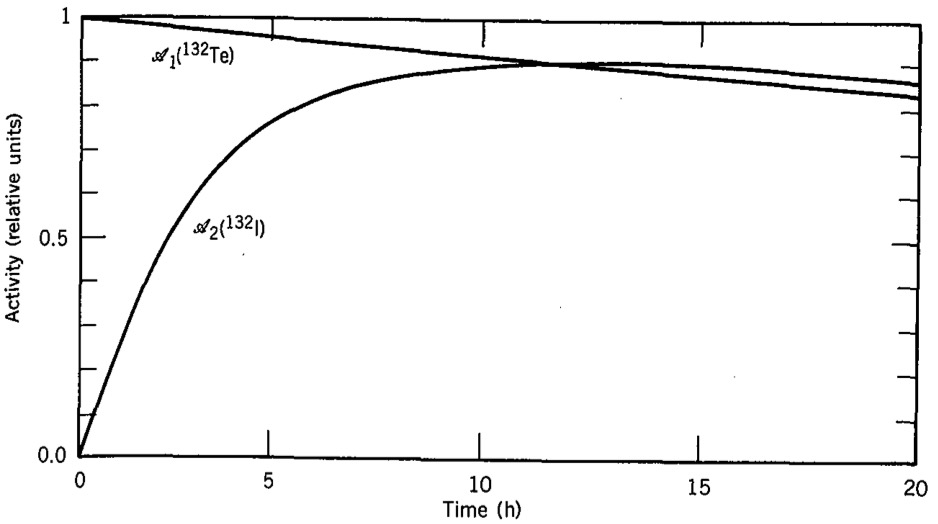 1
𝒜₁(¹³²Te)
Activity (relative units)
0.5
𝒜₂(¹³²I)
0.0
0
5
10
15
20
Time (h)